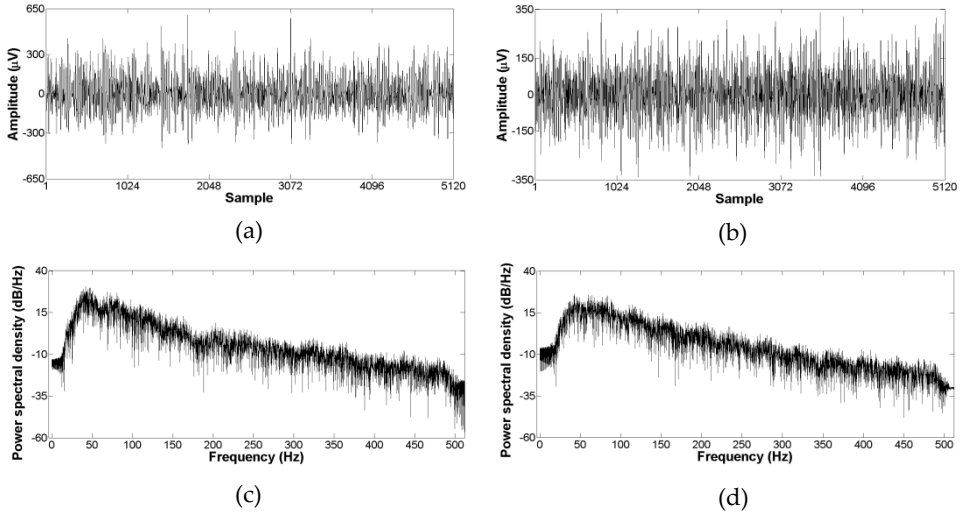 650
300
0
-300
-650
Amplitude (µV)
1 1024 2048 3072 4096 5120
Sample
(a)
350
150
0
-150
-350
Amplitude (µV)
1 1024 2048 3072 4096 5120
Sample
(b)
40
15
-10
-35
-60
Power spectral density (dB/Hz)
0 50 100 150 200 250 300 350 400 450 500
Frequency (Hz)
(c)
40
15
-10
-35
-60
Power spectral density (dB/Hz)
0 50 100 150 200 250 300 350 400 450 500
Frequency (Hz)
(d)